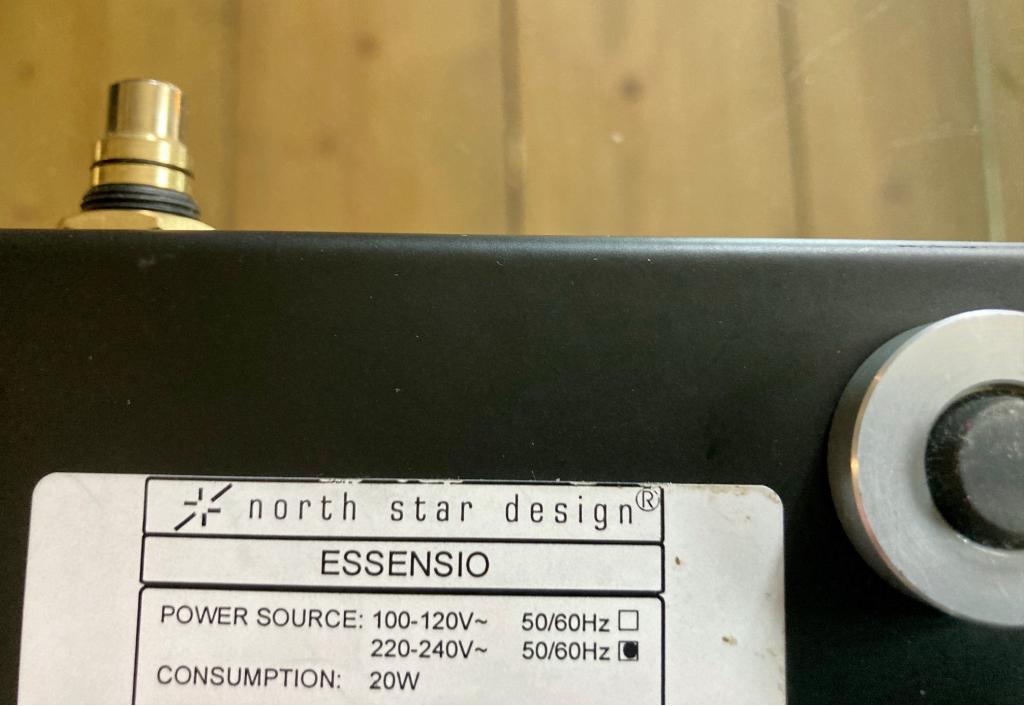 north star design®
ESSENSIO
POWER SOURCE: 100-120V~ 50/60Hz
220-240V~ 50/60Hz
CONSUMPTION: 20W